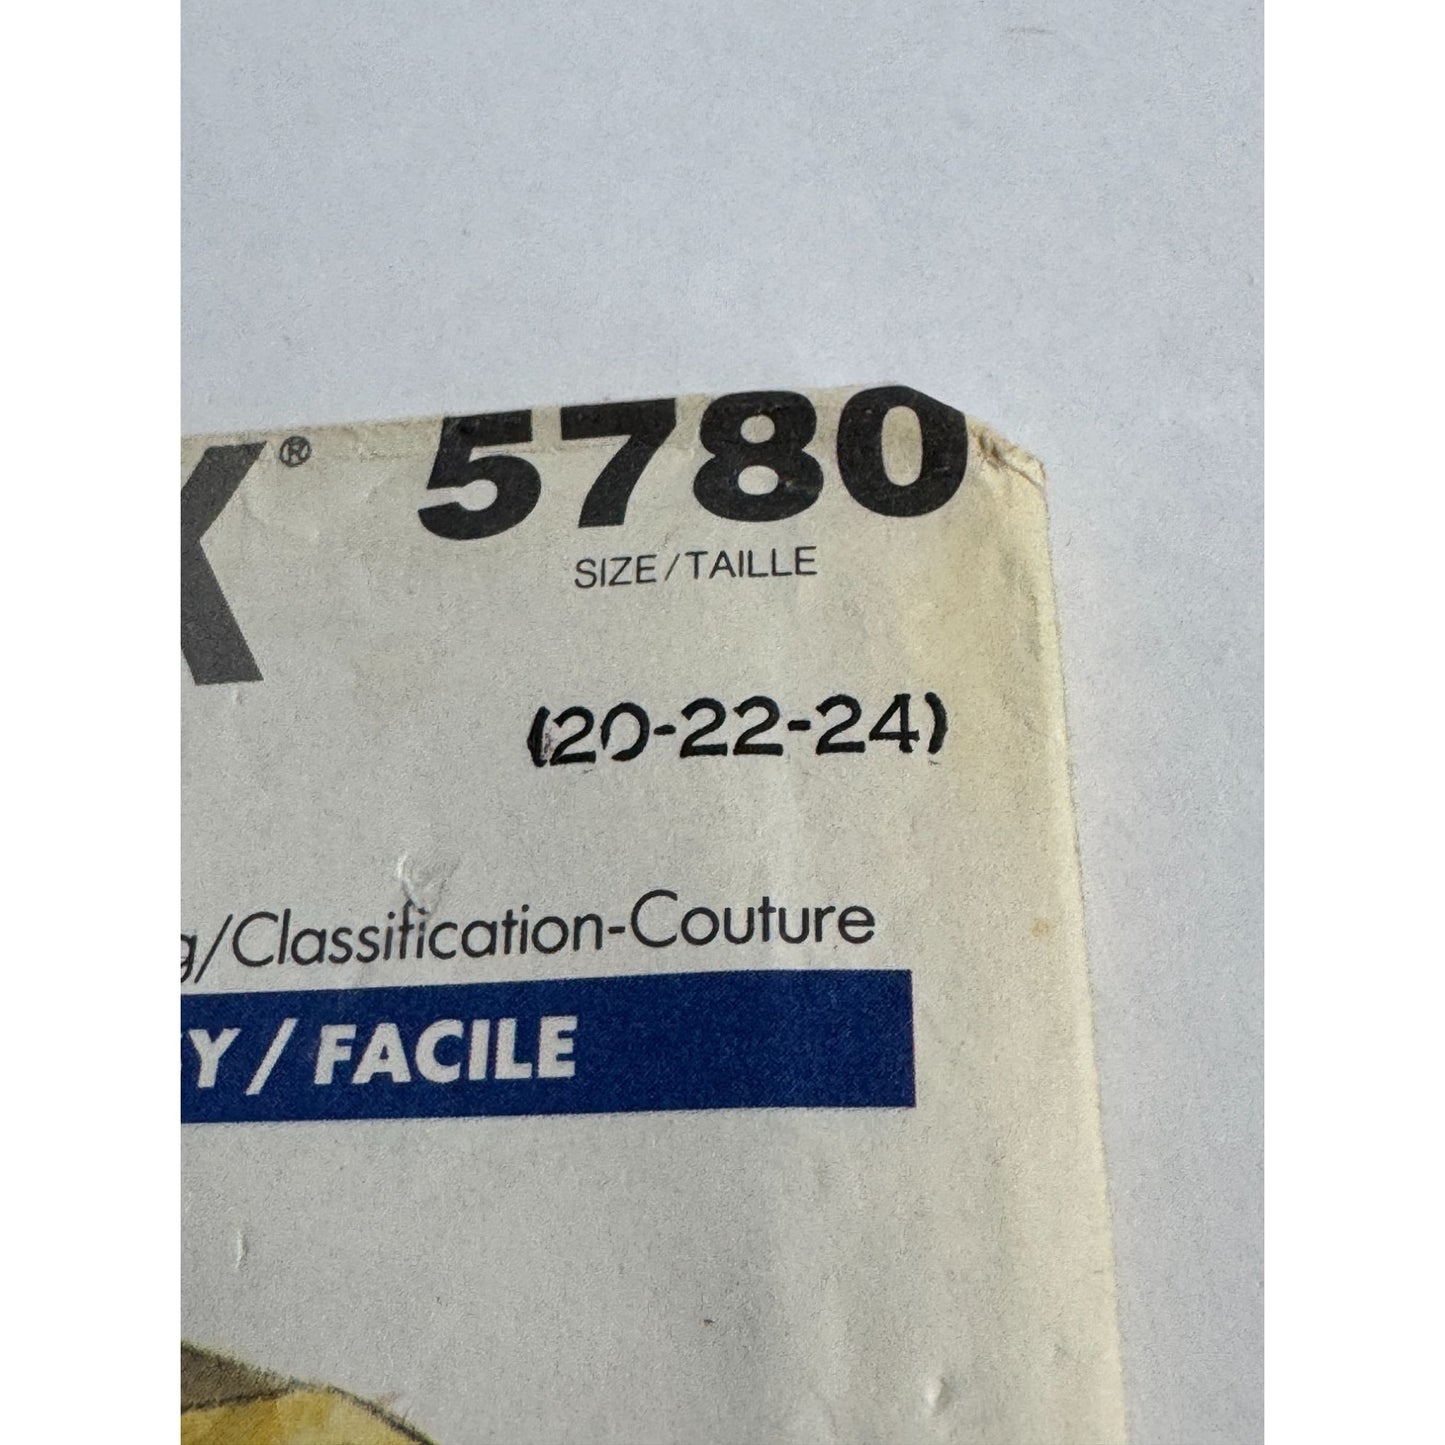 K® 5780
SIZE/TAILLE
(20-22-24)
g/Classification-Couture
Y / FACILE